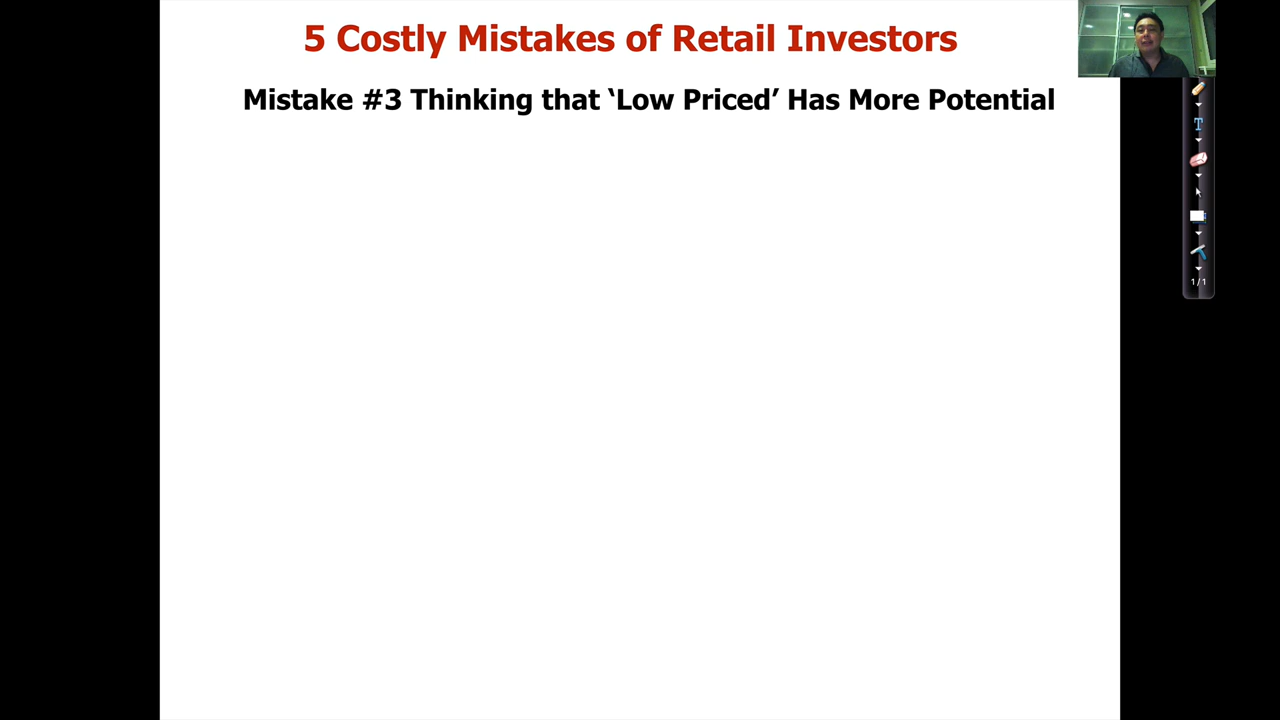 5 Costly Mistakes of Retail Investors
Mistake #3 Thinking that ‘Low Priced’ Has More Potential
T
1/1